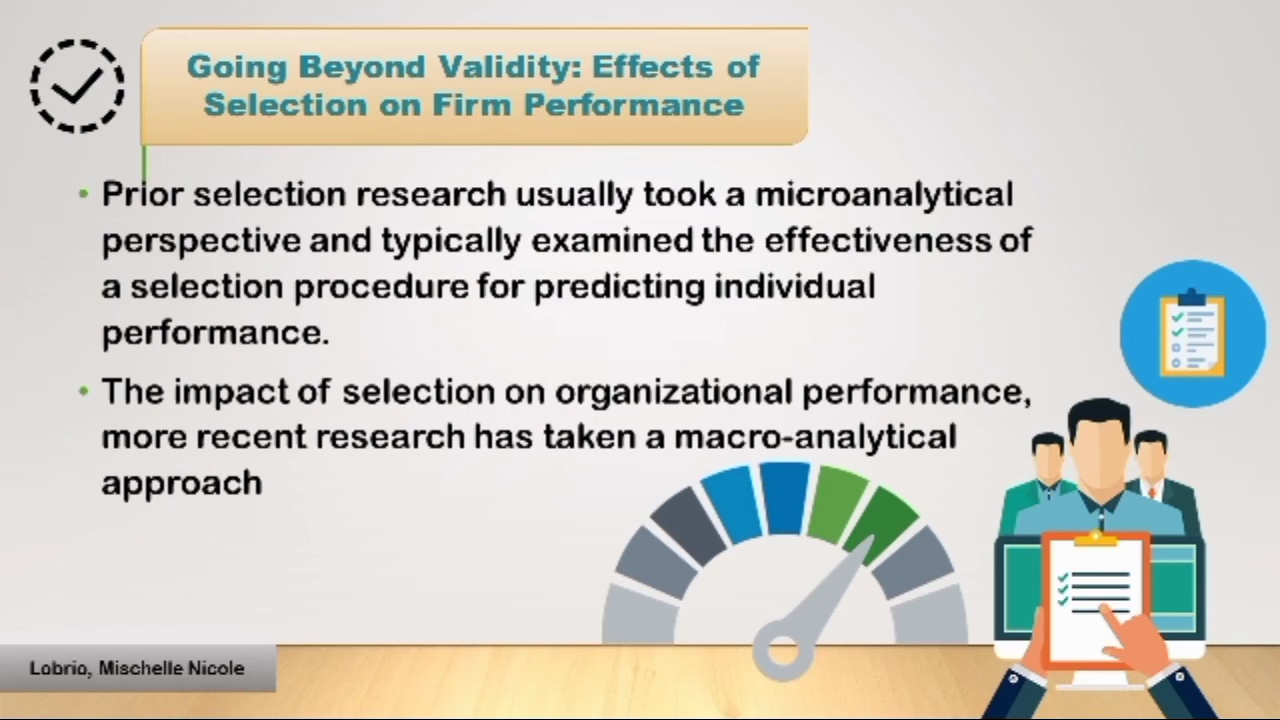 Going Beyond Validity: Effects of
Selection on Firm Performance
• Prior selection research usually took a microanalytical
perspective and typically examined the effectiveness of
a selection procedure for predicting individual
performance.
• The impact of selection on organizational performance,
more recent research has taken a macro-analytical
approach
Lobrio, Mischelle Nicole